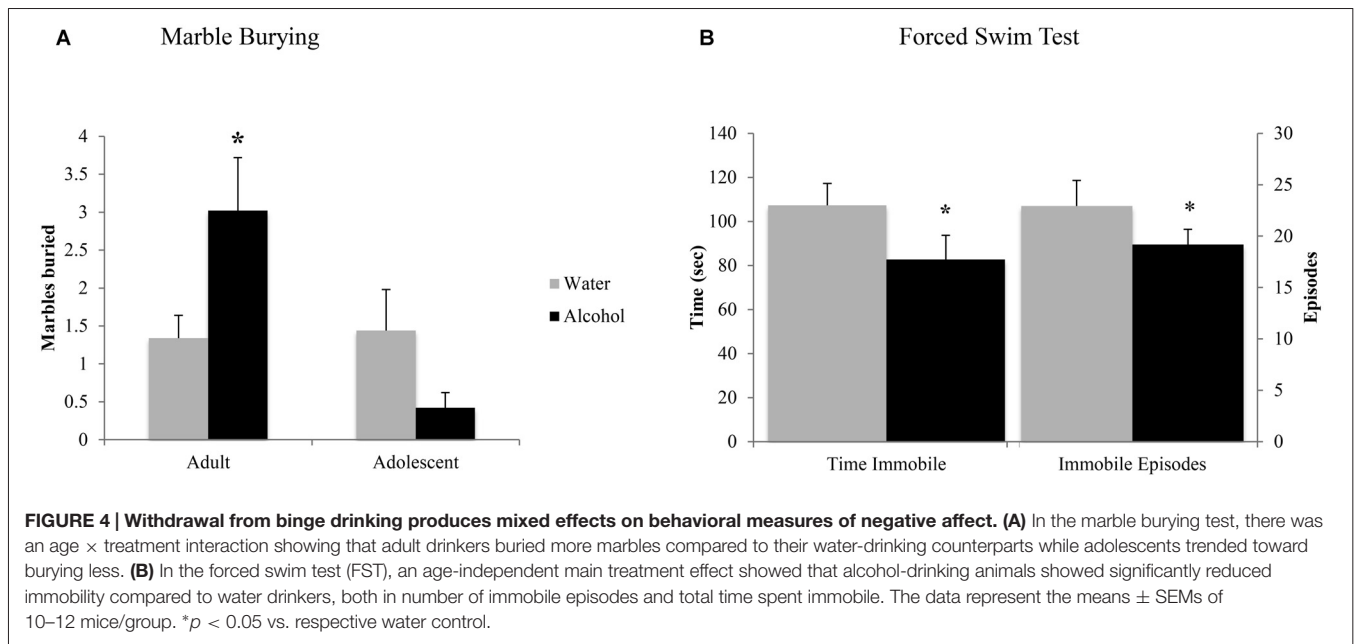 A Marble Burying
4
3.5
3
2.5
2
1.5
1
0.5
0
Marbles buried
*
Adult Adolescent
Water
Alcohol
B Forced Swim Test
140
120
100
80
60
40
20
0
Time (sec)
* *
30
25
20
15
10
5
0
Episodes
Time Immobile Immobile Episodes
FIGURE 4 | Withdrawal from binge drinking produces mixed effects on behavioral measures of negative affect. (A) In the marble burying test, there was
an age × treatment interaction showing that adult drinkers buried more marbles compared to their water-drinking counterparts while adolescents trended toward
burying less. (B) In the forced swim test (FST), an age-independent main treatment effect showed that alcohol-drinking animals showed significantly reduced
immobility compared to water drinkers, both in number of immobile episodes and total time spent immobile. The data represent the means ± SEMs of
10–12 mice/group. *p < 0.05 vs. respective water control.